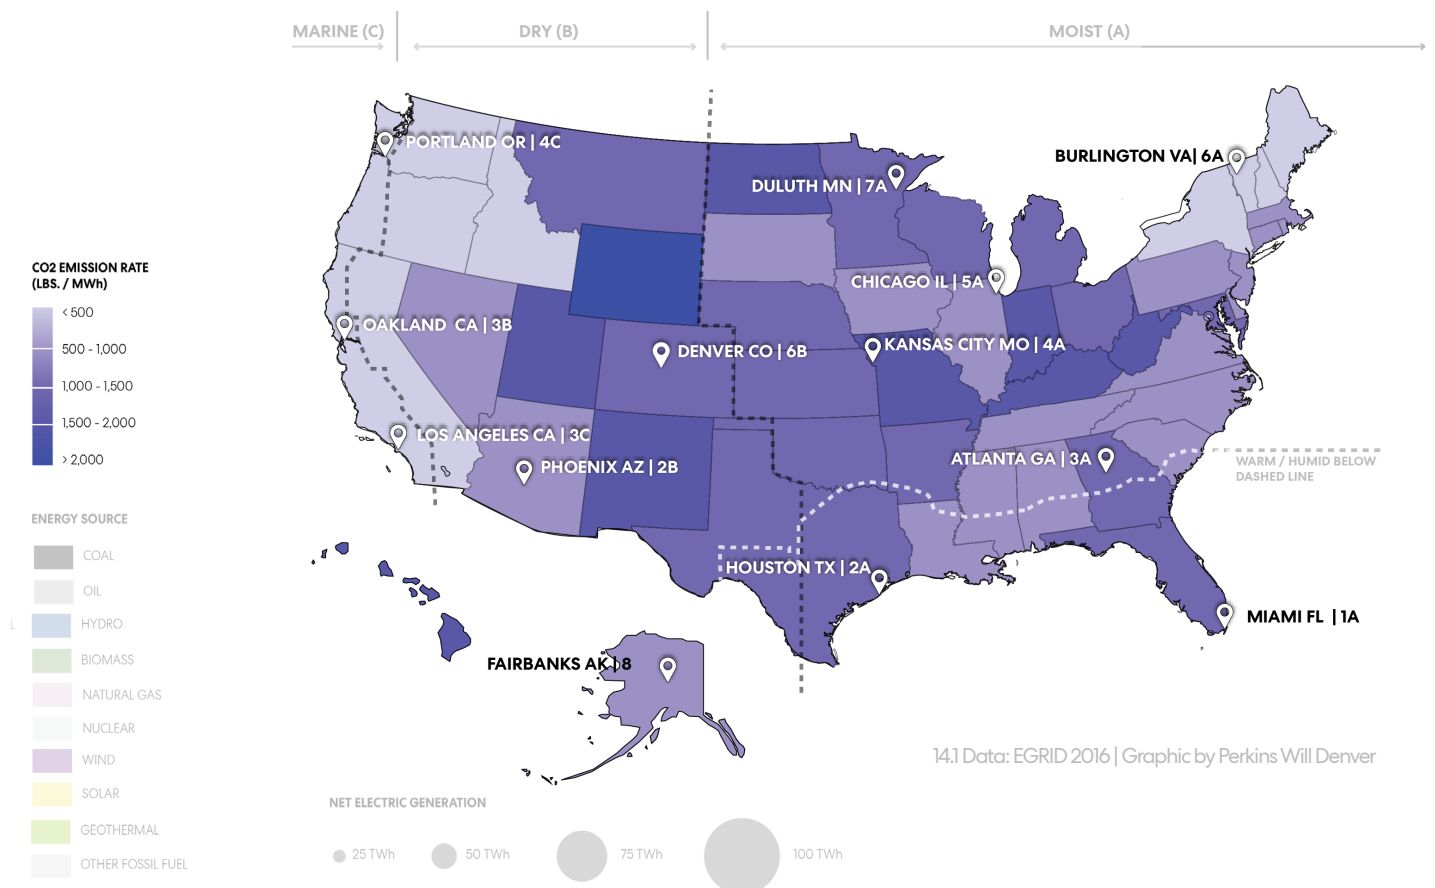 MARINE (C)
DRY (B)
MOIST (A)
PORTLAND OR | 4C
BURLINGTON VA| 6A
DULUTH MN | 7A
CO2 EMISSION RATE
(LBS. / MWh)
< 500
500 - 1,000
1,000 - 1,500
1,500 - 2,000
> 2,000
CHICAGO IL | 5A
OAKLAND CA | 3B
DENVER CO | 6B
KANSAS CITY MO | 4A
LOS ANGELES CA | 3C
PHOENIX AZ | 2B
ATLANTA GA | 3A
WARM / HUMID BELOW
DASHED LINE
ENERGY SOURCE
COAL
OIL
L
HYDRO
BIOMASS
NATURAL GAS
NUCLEAR
WIND
SOLAR
GEOTHERMAL
OTHER FOSSIL FUEL
HOUSTON TX | 2A
MIAMI FL | 1A
FAIRBANKS AK | 8
14.1 Data: EGRID 2016 | Graphic by Perkins Will Denver
NET ELECTRIC GENERATION
25 TWh
50 TWh
75 TWh
100 TWh